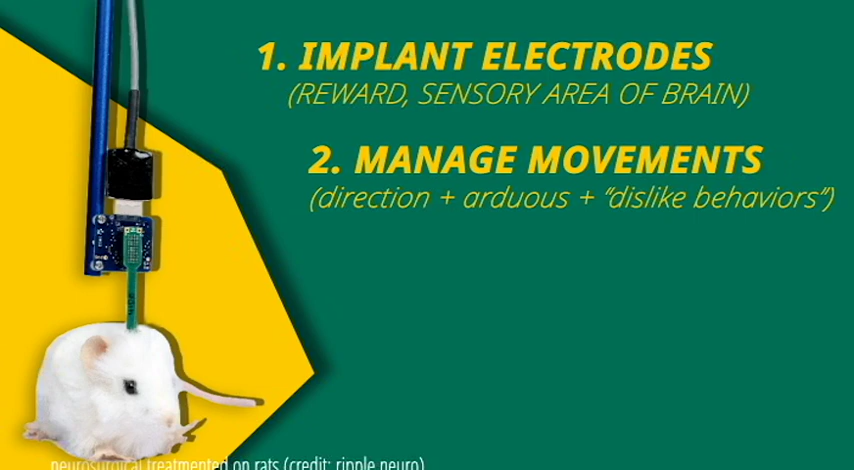 1. IMPLANT ELECTRODES
(REWARD, SENSORY AREA OF BRAIN)
2. MANAGE MOVEMENTS
(direction + arduous + "dislike behaviors")
neurosurgical treatmented on rats (credit: ripple neuro)